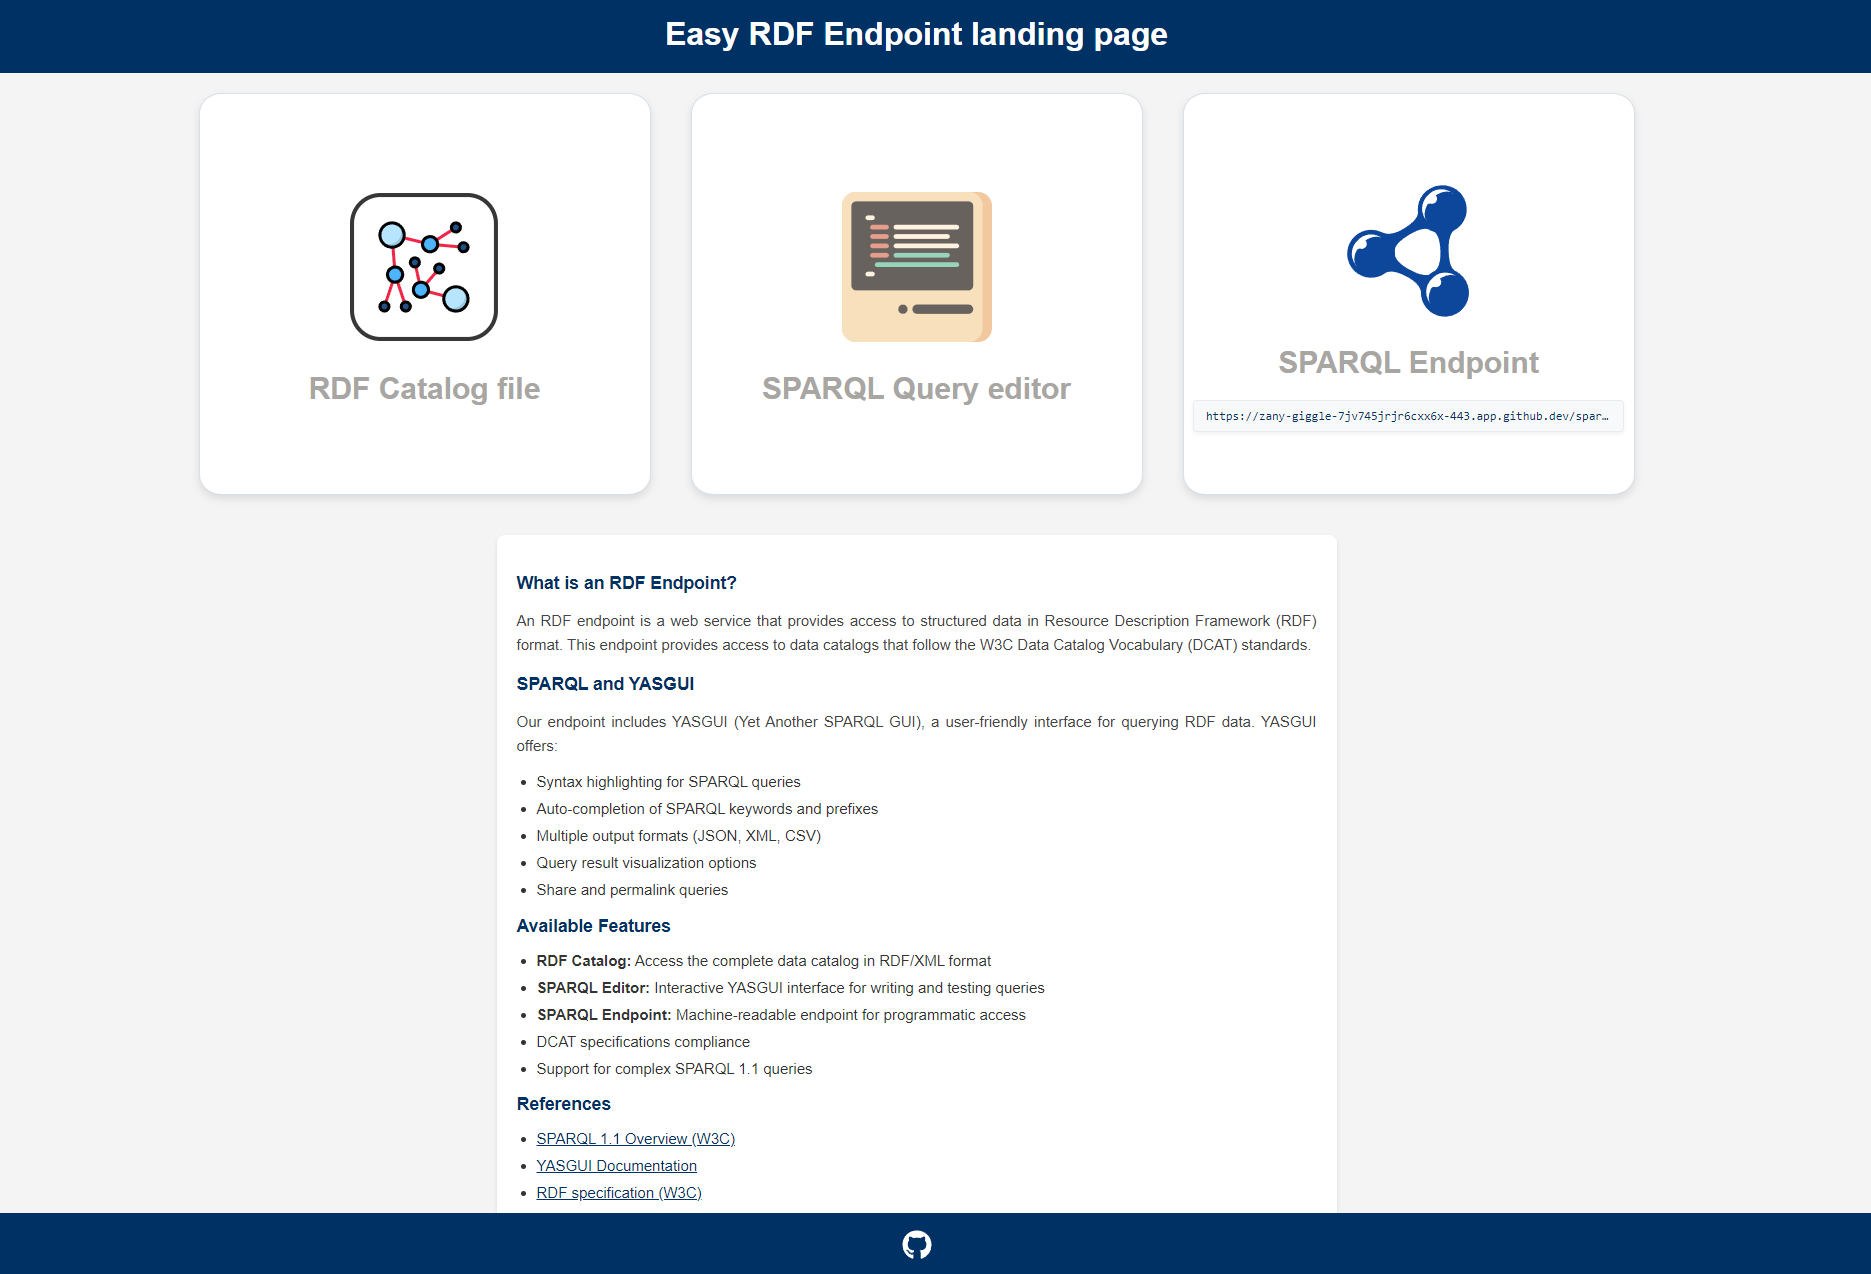 Easy RDF Endpoint landing page
RDF Catalog file
SPARQL Query editor
SPARQL Endpoint
https://zany-giggle-7jv745jrjr6cxx6x-443.app.github.dev/spar…
What is an RDF Endpoint?
An RDF endpoint is a web service that provides access to structured data in Resource Description Framework (RDF)
format. This endpoint provides access to data catalogs that follow the W3C Data Catalog Vocabulary (DCAT) standards.
SPARQL and YASGUI
Our endpoint includes YASGUI (Yet Another SPARQL GUI), a user-friendly interface for querying RDF data. YASGUI
offers:
• Syntax highlighting for SPARQL queries
• Auto-completion of SPARQL keywords and prefixes
• Multiple output formats (JSON, XML, CSV)
• Query result visualization options
• Share and permalink queries
Available Features
• RDF Catalog: Access the complete data catalog in RDF/XML format
• SPARQL Editor: Interactive YASGUI interface for writing and testing queries
• SPARQL Endpoint: Machine-readable endpoint for programmatic access
• DCAT specifications compliance
• Support for complex SPARQL 1.1 queries
References
• SPARQL 1.1 Overview (W3C)
• YASGUI Documentation
• RDF specification (W3C)